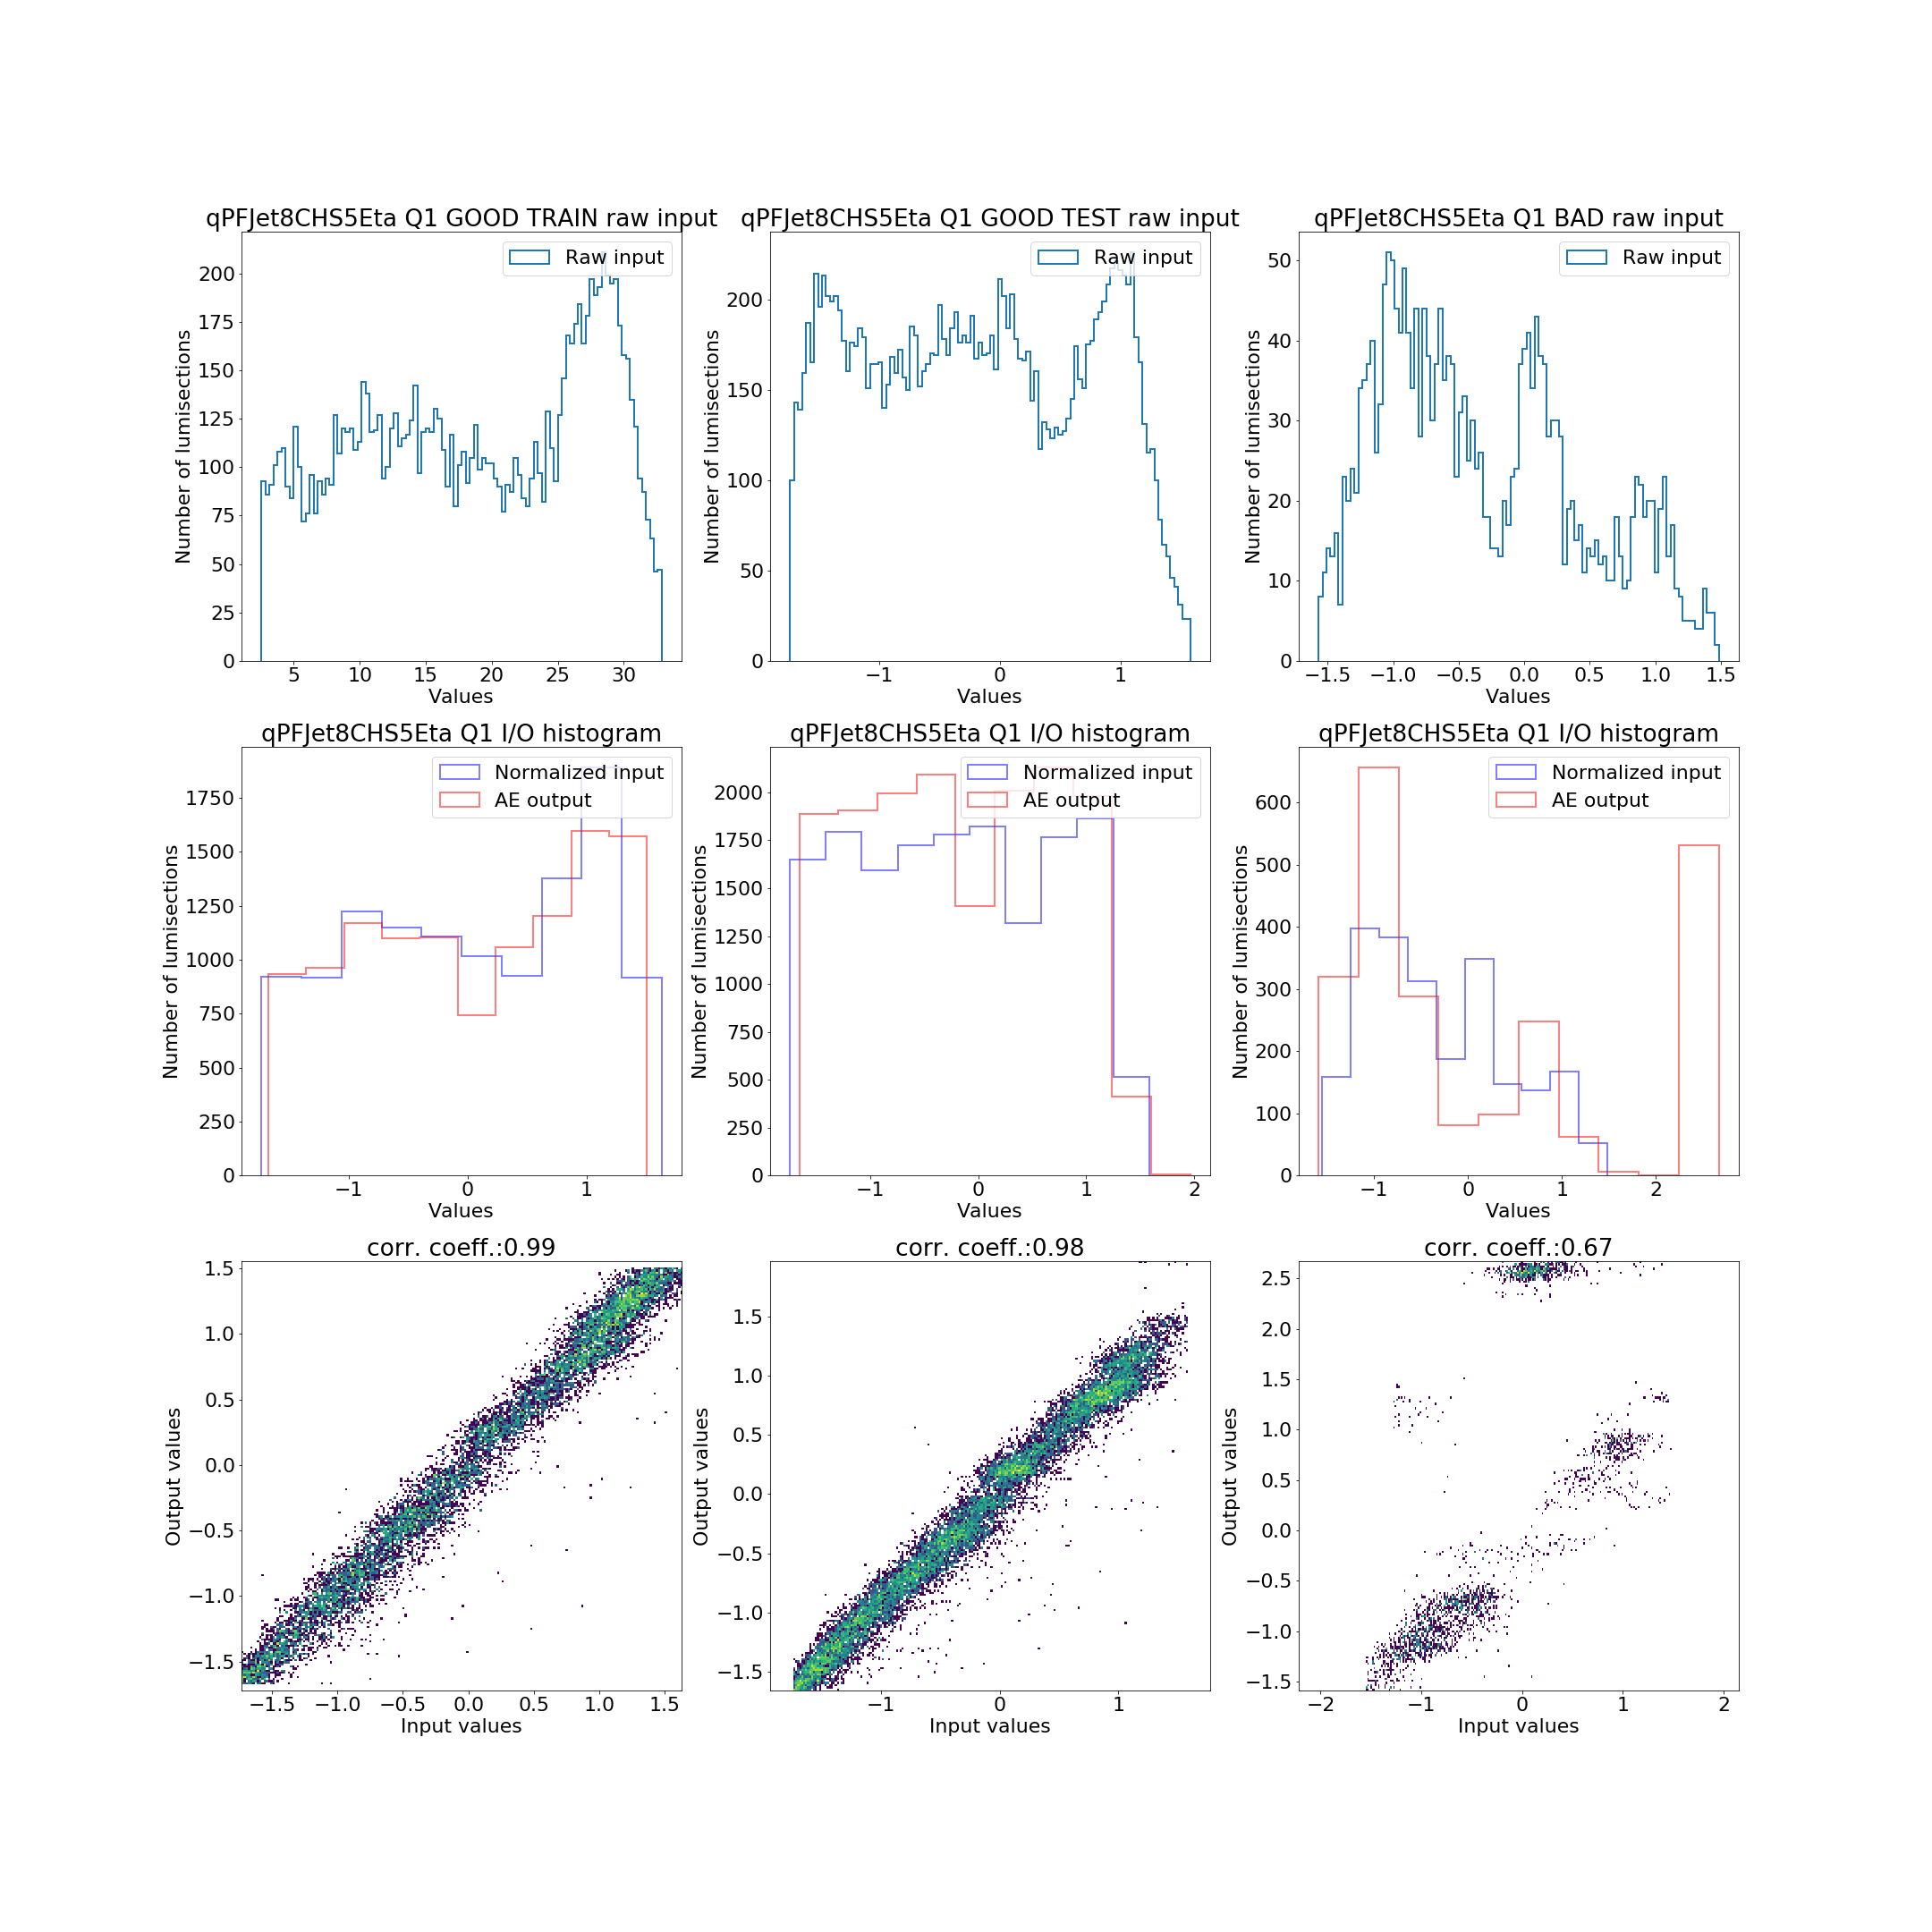 qPFJet8CHS5Eta Q1 GOOD TRAIN raw input
qPFJet8CHS5Eta Q1 GOOD TEST raw input
qPFJet8CHS5Eta Q1 BAD raw input
Raw input
Raw input
Raw input
Number of lumisections
0 25 50 75 100 125 150 175 200
5 10 15 20 25 30
Values
Number of lumisections
0 50 100 150 200
−1 0 1
Values
Number of lumisections
0 10 20 30 40 50
−1.5 −1.0 −0.5 0.0 0.5 1.0 1.5
Values
qPFJet8CHS5Eta Q1 I/O histogram
qPFJet8CHS5Eta Q1 I/O histogram
qPFJet8CHS5Eta Q1 I/O histogram
Normalized input
AE output
Normalized input
AE output
Normalized input
AE output
Number of lumisections
0 250 500 750 1000 1250 1500 1750
−1 0 1
Values
Number of lumisections
0 250 500 750 1000 1250 1500 1750 2000
−1 0 1 2
Values
Number of lumisections
0 100 200 300 400 500 600
−1 0 1 2
Values
corr. coeff.:0.99
corr. coeff.:0.98
corr. coeff.:0.67
Output values
−1.5 −1.0 −0.5 0.0 0.5 1.0 1.5
−1.5 −1.0 −0.5 0.0 0.5 1.0 1.5
Input values
Output values
−1.5 −1.0 −0.5 0.0 0.5 1.0 1.5
−1 0 1
Input values
Output values
−1.5 −1.0 −0.5 0.0 0.5 1.0 1.5 2.0 2.5
−2 −1 0 1 2
Input values